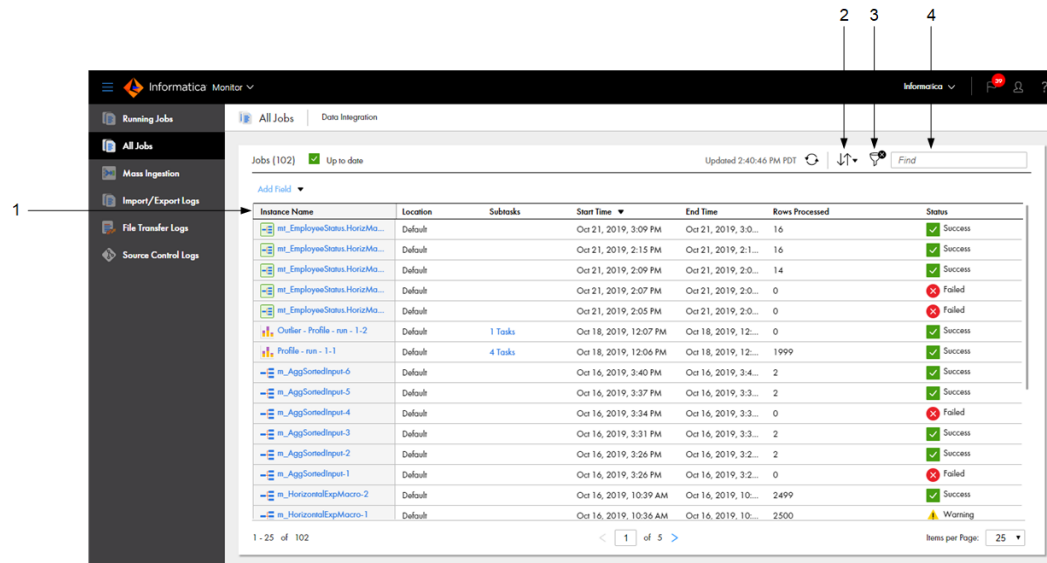 2 3 4
Informatica Monitor Informatica 39 ?
Running Jobs
All Jobs
Mass Ingestion
Import/Export Logs
File Transfer Logs
Source Control Logs
All Jobs Data Integration
Jobs (102) Up to date Updated 2:40:46 PM PDT Find
Add Field
1
Instance Name Location Subtasks Start Time End Time Rows Processed Status
mt_EmployeeStatus.HorizMa... Default Oct 21, 2019, 3:09 PM Oct 21, 2019, 3:0... 16 Success
mt_EmployeeStatus.HorizMa... Default Oct 21, 2019, 2:15 PM Oct 21, 2019, 2:1... 16 Success
mt_EmployeeStatus.HorizMa... Default Oct 21, 2019, 2:09 PM Oct 21, 2019, 2:0... 14 Success
mt_EmployeeStatus.HorizMa... Default Oct 21, 2019, 2:07 PM Oct 21, 2019, 2:0... 0 Failed
mt_EmployeeStatus.HorizMa... Default Oct 21, 2019, 2:05 PM Oct 21, 2019, 2:0... 0 Failed
Outlier - Profile - run - 1-2 Default 1 Tasks Oct 18, 2019, 12:07 PM Oct 18, 2019, 12:... 0 Success
Profile - run - 1-1 Default 4 Tasks Oct 18, 2019, 12:06 PM Oct 18, 2019, 12:... 1999 Success
m_AggSortedInput-6 Default Oct 16, 2019, 3:40 PM Oct 16, 2019, 3:4... 2 Success
m_AggSortedInput-5 Default Oct 16, 2019, 3:37 PM Oct 16, 2019, 3:3... 2 Success
m_AggSortedInput-4 Default Oct 16, 2019, 3:34 PM Oct 16, 2019, 3:3... 0 Failed
m_AggSortedInput-3 Default Oct 16, 2019, 3:31 PM Oct 16, 2019, 3:3... 2 Success
m_AggSortedInput-2 Default Oct 16, 2019, 3:26 PM Oct 16, 2019, 3:2... 2 Success
m_AggSortedInput-1 Default Oct 16, 2019, 3:26 PM Oct 16, 2019, 3:2... 0 Failed
m_HorizontalExpMacro-2 Default Oct 16, 2019, 10:39 AM Oct 16, 2019, 10:... 2499 Success
m_HorizontalExpMacro-1 Default Oct 16, 2019, 10:36 AM Oct 16, 2019, 10:... 2500 Warning
1 - 25 of 102 < 1 of 5 > Items per Page: 25